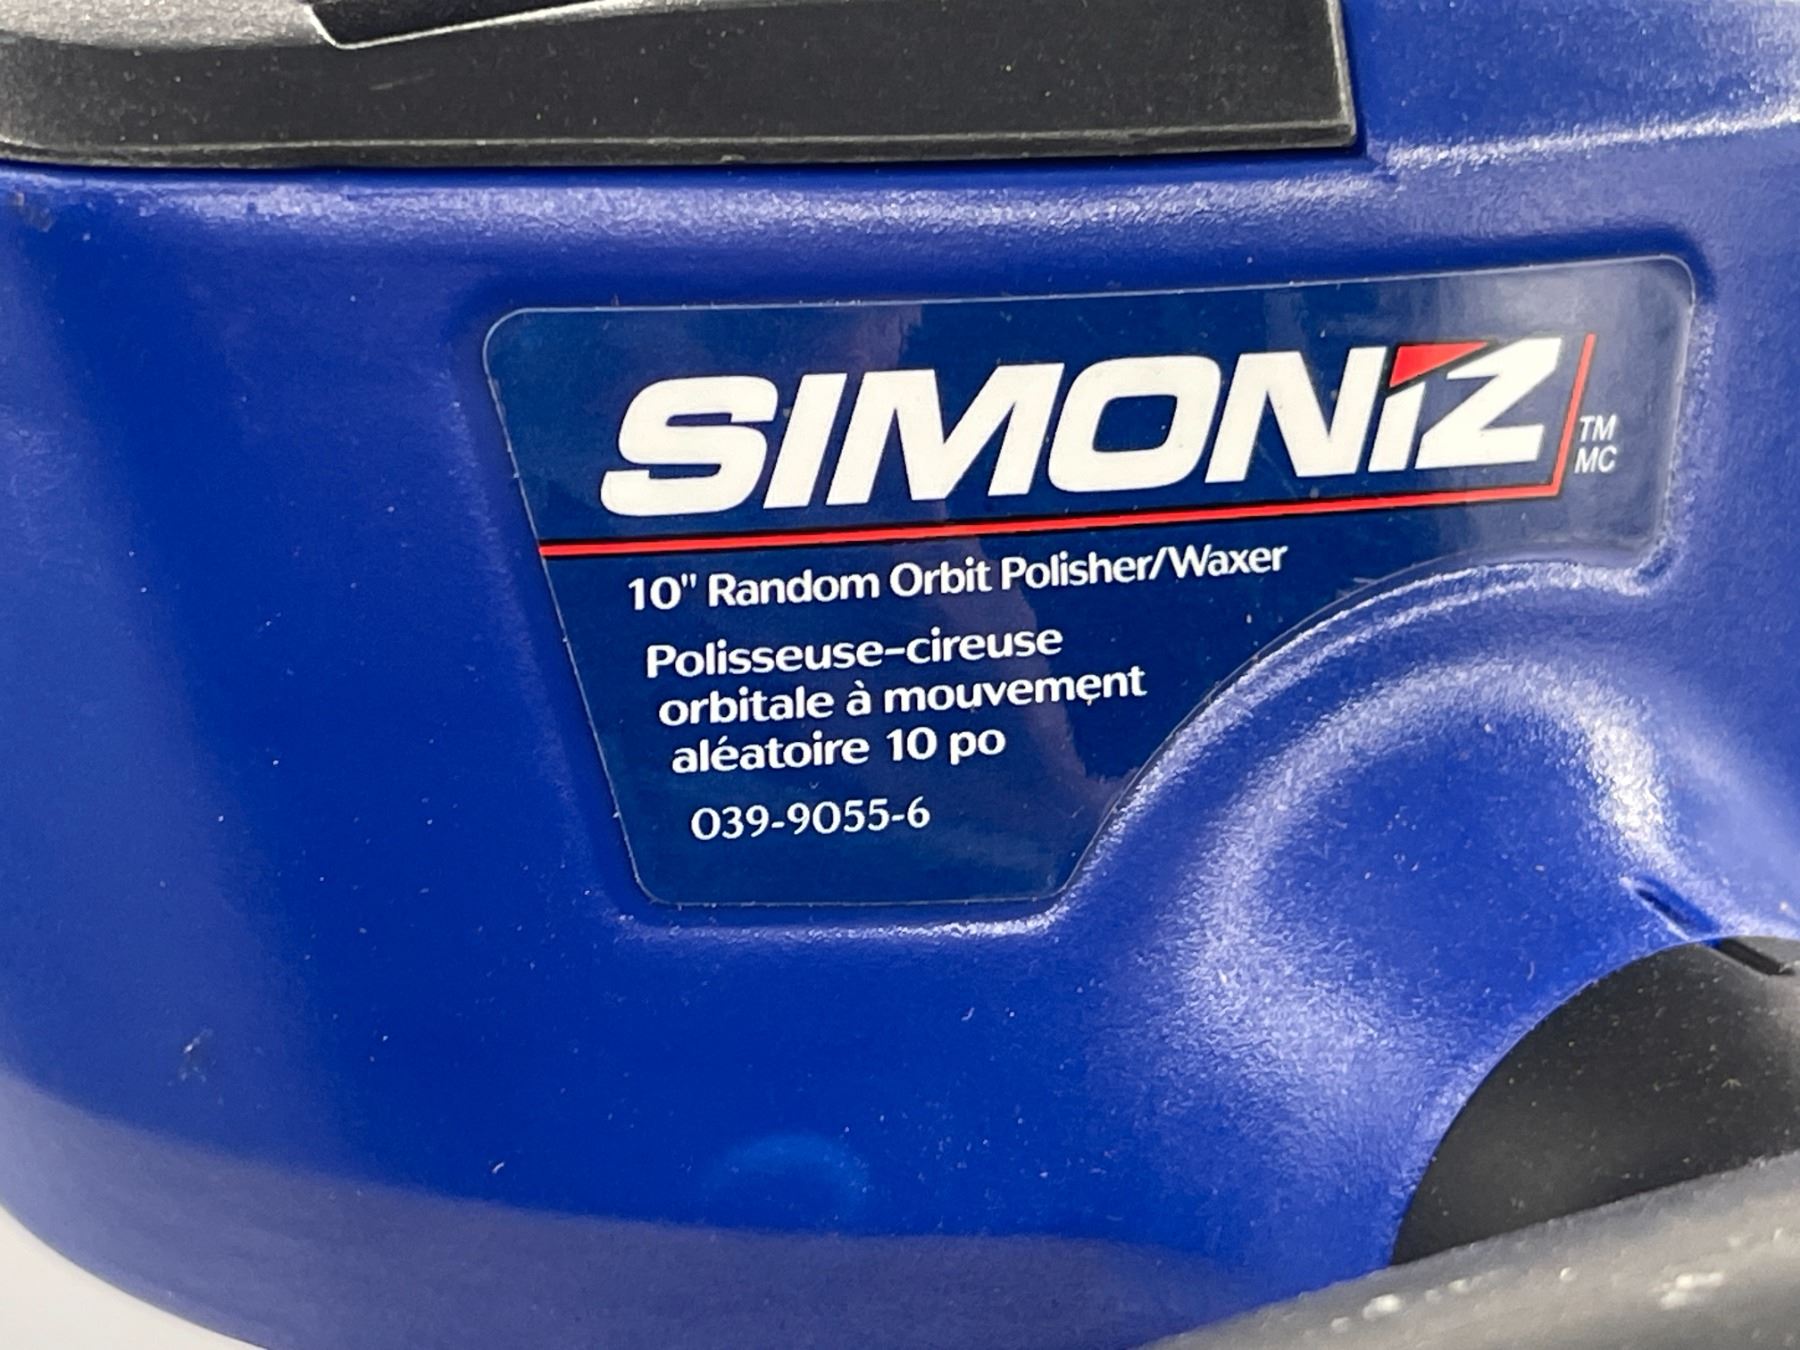 SIMONIZ
TM
MC
10" Random Orbit Polisher/Waxer
Polisseuse-cireuse
orbitale à mouvement
aléatoire 10 po
039-9055-6